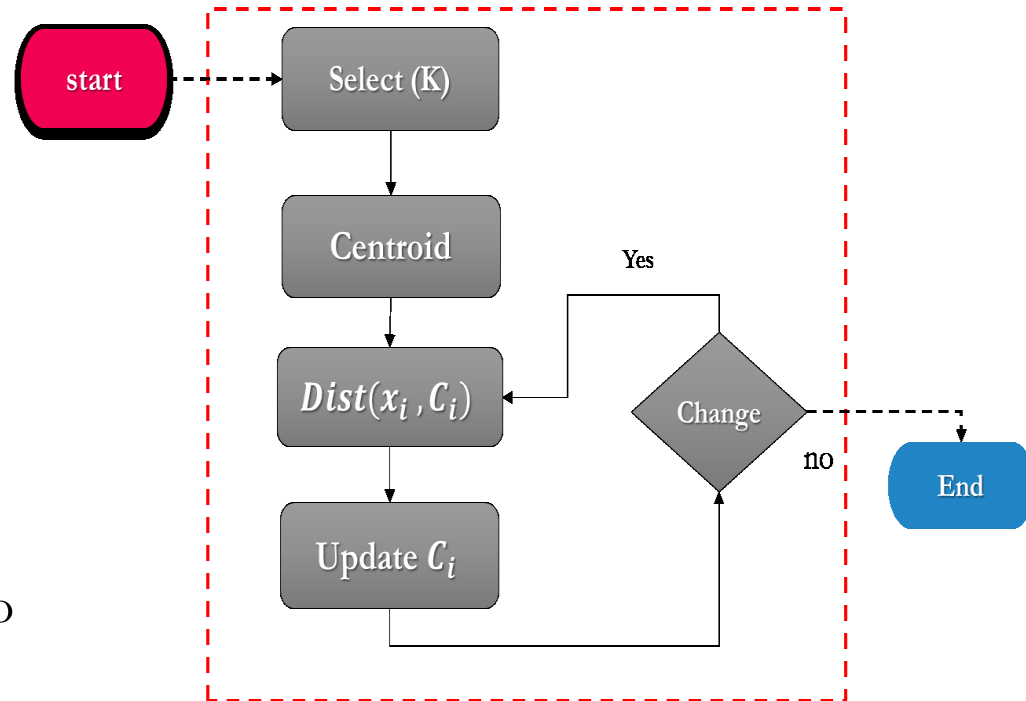 start
Select (K)
Centroid
Yes
Dist(xᵢ , Cᵢ)
Change
no
End
Update Cᵢ